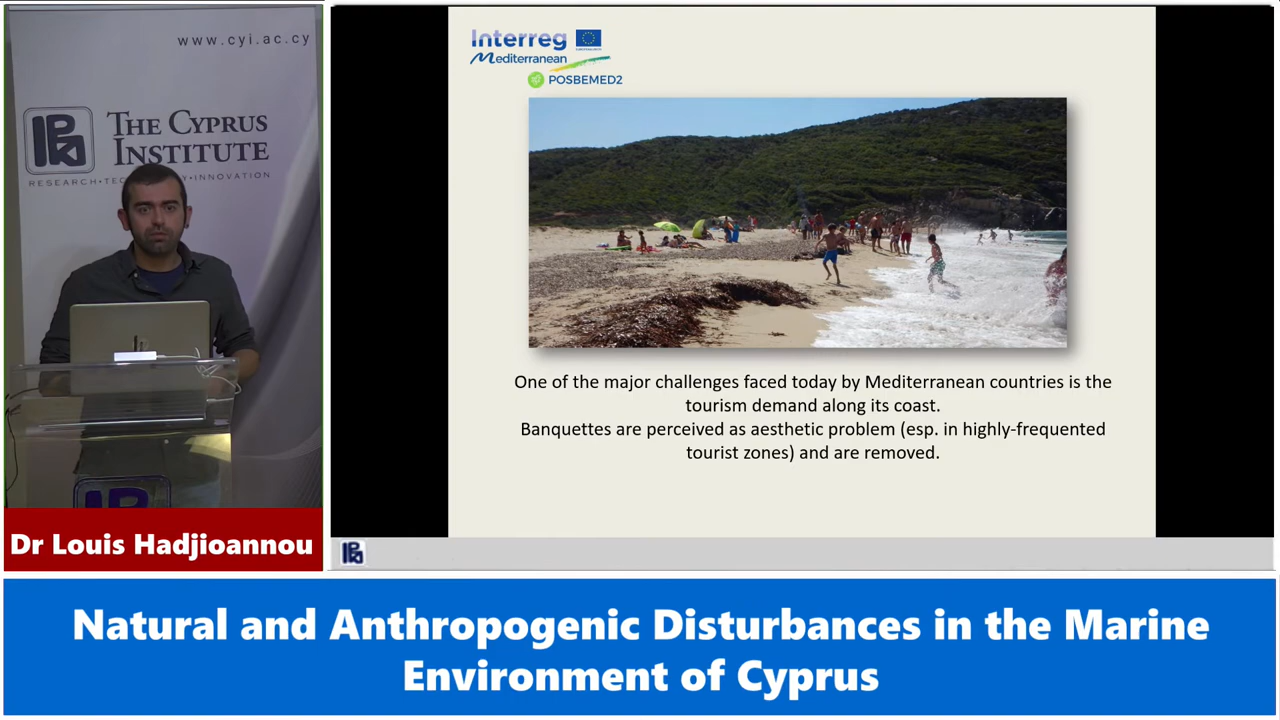 www.cyi.ac.cy
THE CYPRUS
INSTITUTE
RESEARCH•TECHNOLOGY•INNOVATION
Dr Louis Hadjioannou
Interreg
Mediterranean
POSBEMED2
One of the major challenges faced today by Mediterranean countries is the
tourism demand along its coast.
Banquettes are perceived as aesthetic problem (esp. in highly-frequented
tourist zones) and are removed.
Natural and Anthropogenic Disturbances in the Marine
Environment of Cyprus